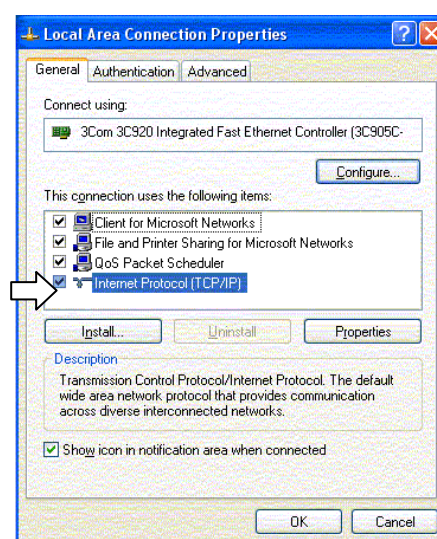 Local Area Connection Properties
General Authentication Advanced
Connect using:
3Com 3C920 Integrated Fast Ethernet Controller (3C905C-
Configure...
This connection uses the following items:
Client for Microsoft Networks
File and Printer Sharing for Microsoft Networks
QoS Packet Scheduler
Internet Protocol (TCP/IP)
Install... Uninstall Properties
Description
Transmission Control Protocol/Internet Protocol. The default
wide area network protocol that provides communication
across diverse interconnected networks.
Show icon in notification area when connected
OK Cancel